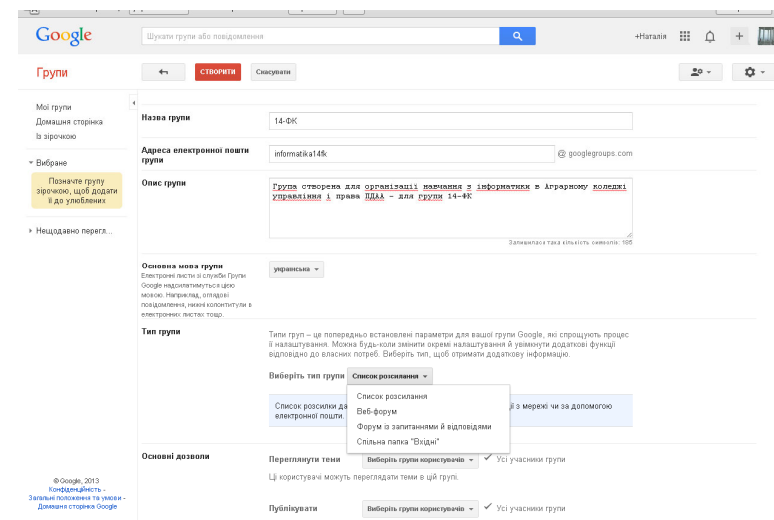 Google
Шукати групи або повідомлення
+Наталія
Групи
СТВОРИТИ
Скасувати
Мої групи
Домашня сторінка
Із зірочкою
Вибране
Позначте групу
зірочкою, щоб додати
її до улюблених
Нещодавно перегл...
Назва групи
14-ФК
Адреса електронної пошти
групи
informatika14fk
@ googlegroups.com
Опис групи
Група створена для організації навчання з інформатики в Аграрному коледжі
управління і права ПДАА – для групи 14-ФК
Залишилася така кількість символів: 185
Основна мова групи
Електронні листи зі служби Групи
Google надсилатимуться цією
мовою. Наприклад, оглядові
повідомлення, нижні колонтитули в
електронних листах тощо.
українська
Тип групи
Типи груп – це попередньо встановлені параметри для вашої групи Google, які спрощують процес
її налаштування. Можна будь-коли змінити окремі налаштування й увімкнути додаткові функції
відповідно до власних потреб. Виберіть тип, щоб отримати додаткову інформацію.
Виберіть тип групи
Список розсилання
Список розсилання
Веб-форум
Форум із запитаннями й відповідями
Спільна папка "Вхідні"
Список розсилки да
ії з мережі чи за допомогою
електронної пошти.
Основні дозволи
Переглянути теми
Виберіть групи користувачів
Усі учасники групи
Ці користувачі можуть переглядати теми в цій групі.
Публікувати
Виберіть групи користувачів
Усі учасники групи
© Google, 2013
Конфіденційність -
Загальні положення та умови -
Домашня сторінка Google